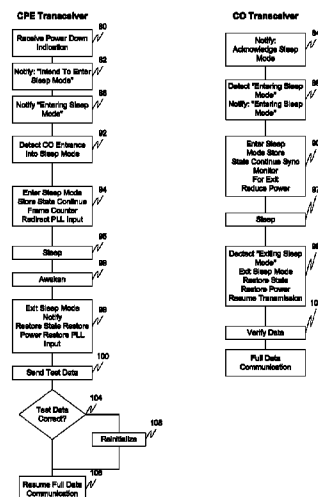 CPE Transceiver
80
Receive Power Down
Indication
82
Notify: "Intend To Enter
Sleep Mode"
86
Notify "Entering Sleep
Mode"
92
Detect CO Entrance
Into Sleep Mode
94
Enter Sleep Mode
Store State Continue
Frame Counter
Redirect PLL Input
95
Sleep
98
Awaken
99
Exit Sleep Mode
Notify
Restore State Restore
Power Restore PLL
Input
100
Send Test Data
104
Test Data
Correct?
108
Reinitialize
106
Resume Full Data
Communication
CO Transceiver
84
Notify:
Acknowledge Sleep
Mode
Detect "Entering Sleep
Mode"
Notify: "Entering Sleep
Mode"
90
Enter Sleep
Mode Store
State Continue Sync
Monitor
For Exit
Reduce Power
97
Sleep
Dectect "Exiting Sleep
Mode"
Exit Sleep Mode
Restore State
Restore Power
Resume Transmission
10
Verify Data
Full Data
Communication